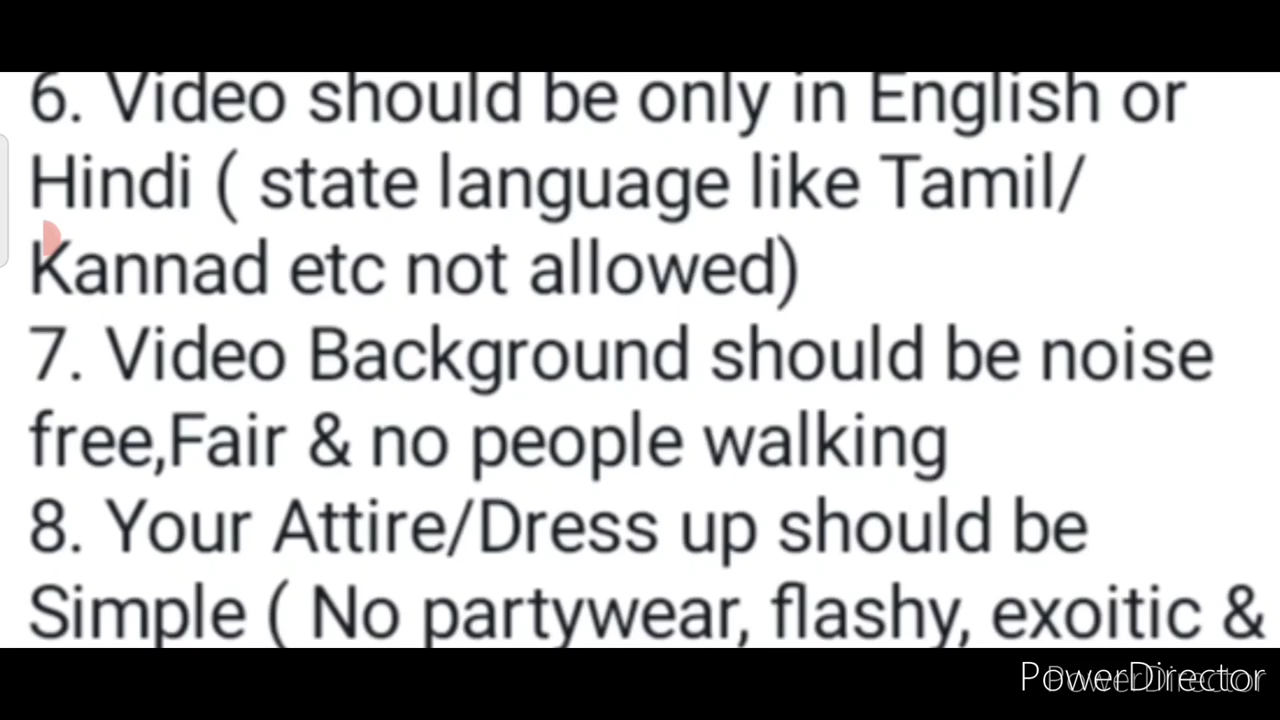 6. Video should be only in English or
Hindi ( state language like Tamil/
Kannad etc not allowed)
7. Video Background should be noise
free,Fair & no people walking
8. Your Attire/Dress up should be
Simple ( No partywear, flashy, exoitic &
PowerDirector